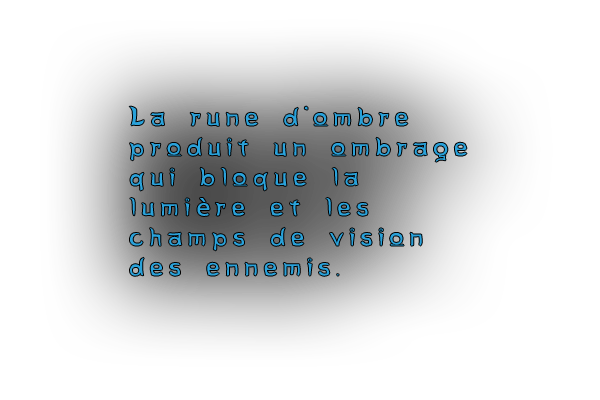 La rune d'ombre
produit un ombrage
qui bloque la
lumière et les
champs de vision
des ennemis.